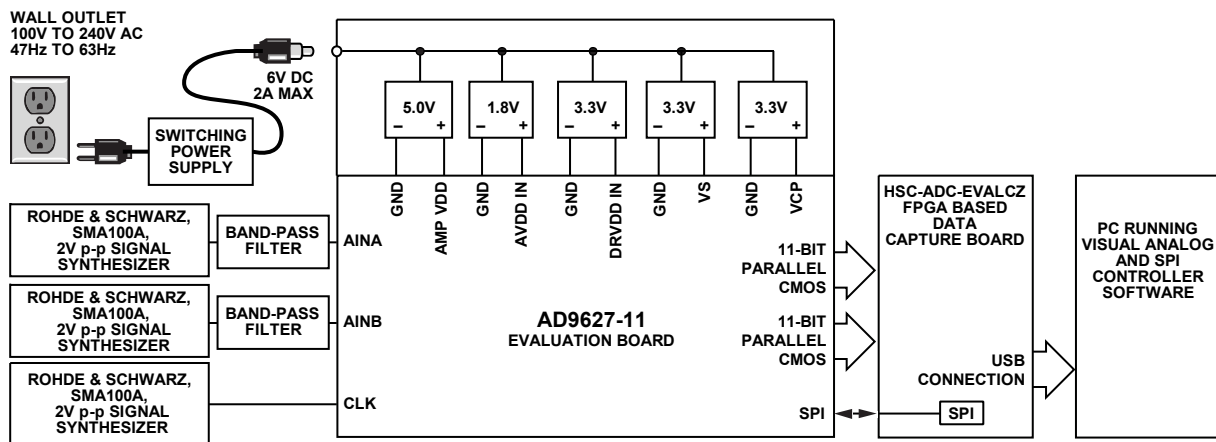 WALL OUTLET
100V TO 240V AC
47Hz TO 63Hz
6V DC
2A MAX
SWITCHING
POWER
SUPPLY
5.0V
– +
1.8V
– +
3.3V
– +
3.3V
– +
3.3V
– +
GND
AMP VDD
GND
AVDD IN
GND
DRVDD IN
GND
VS
GND
VCP
ROHDE & SCHWARZ,
SMA100A,
2V p-p SIGNAL
SYNTHESIZER
BAND-PASS
FILTER
AINA
ROHDE & SCHWARZ,
SMA100A,
2V p-p SIGNAL
SYNTHESIZER
BAND-PASS
FILTER
AINB
ROHDE & SCHWARZ,
SMA100A,
2V p-p SIGNAL
SYNTHESIZER
CLK
AD9627-11
EVALUATION BOARD
11-BIT
PARALLEL
CMOS
11-BIT
PARALLEL
CMOS
SPI
HSC-ADC-EVALCZ
FPGA BASED
DATA
CAPTURE BOARD
USB
CONNECTION
SPI
PC RUNNING
VISUAL ANALOG
AND SPI
CONTROLLER
SOFTWARE